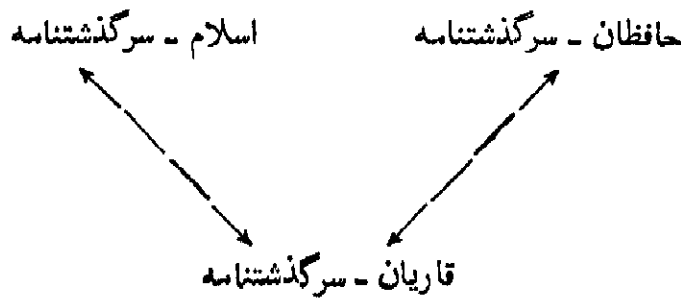 حافظان ـ سرگذشتنامه
اسلام ـ سرگذشتنامه
قاریان ـ سرگذشتنامه